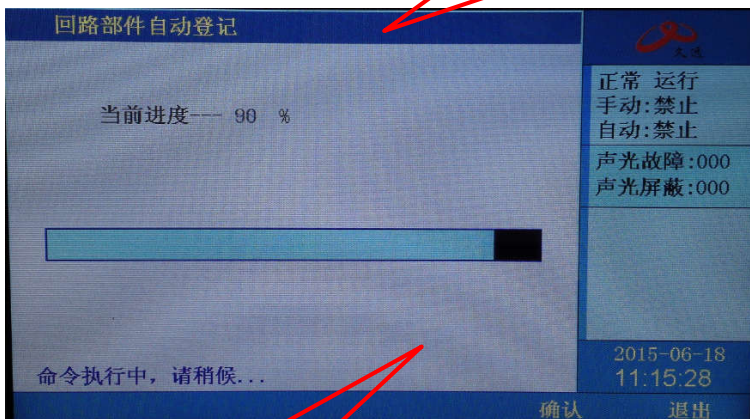 回路部件自动登记
当前进度--- 90 %
命令执行中，请稍候...
久远
正常 运行
手动:禁止
自动:禁止
声光故障:000
声光屏蔽:000
2015-06-18
11:15:28
确认 退出